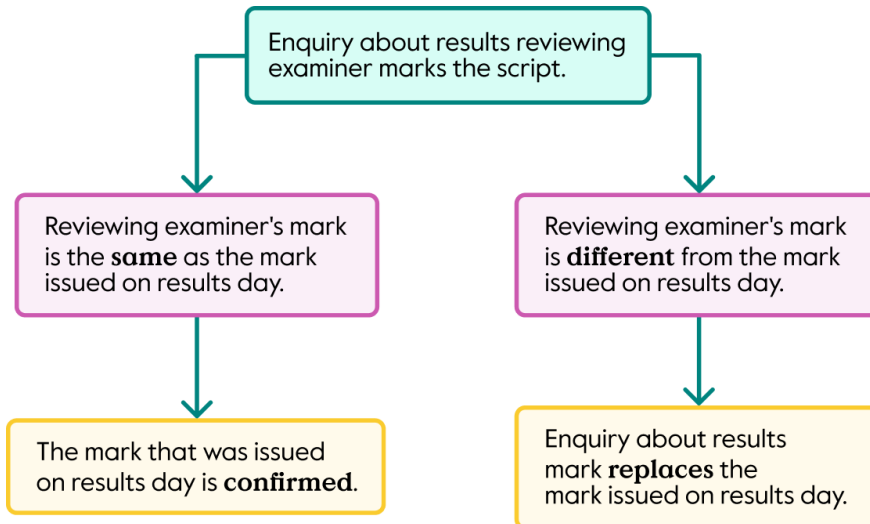 Enquiry about results reviewing
examiner marks the script.
Reviewing examiner's mark
is the same as the mark
issued on results day.
Reviewing examiner's mark
is different from the mark
issued on results day.
The mark that was issued
on results day is confirmed.
Enquiry about results
mark replaces the
mark issued on results day.